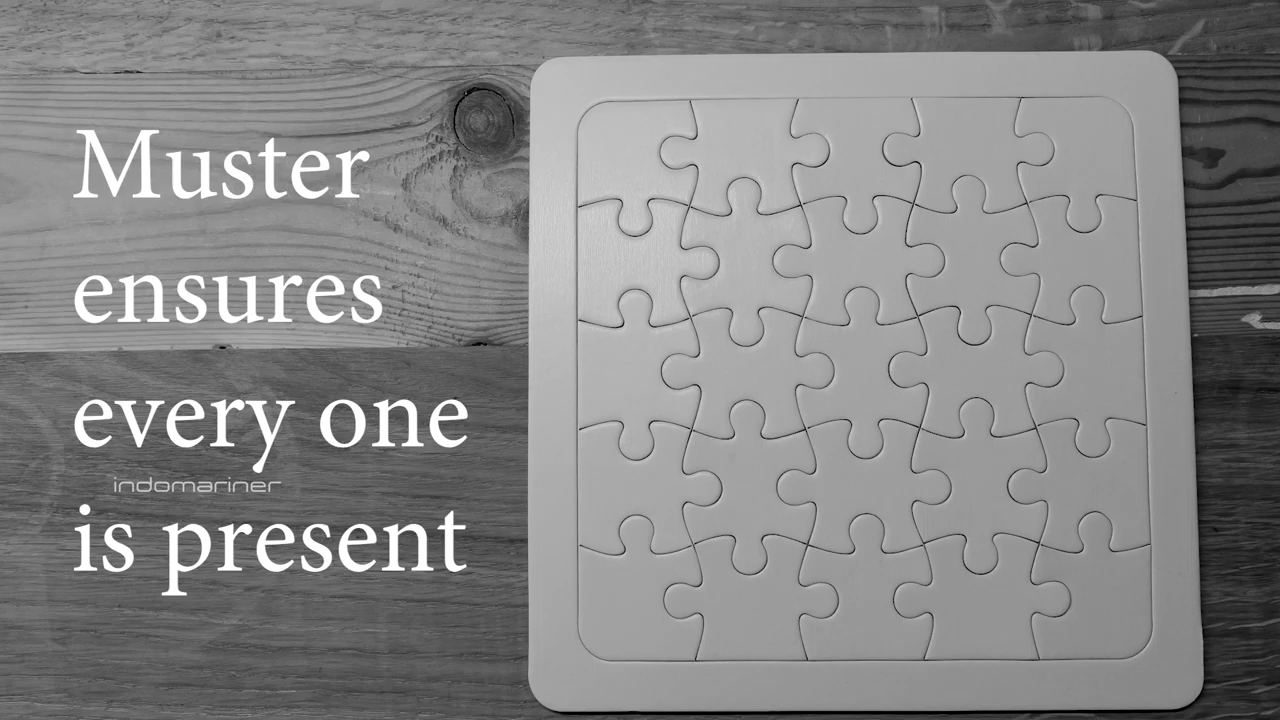 Muster
ensures
every one
indomariner
is present